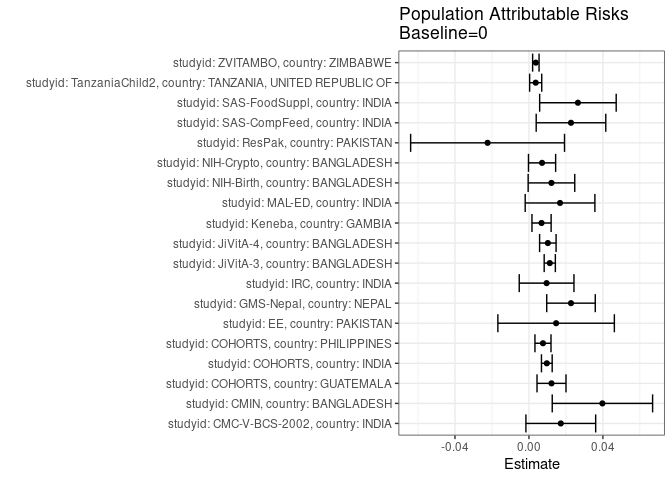 Population Attributable Risks
Baseline=0
studyid: ZVITAMBO, country: ZIMBABWE
studyid: TanzaniaChild2, country: TANZANIA, UNITED REPUBLIC OF
studyid: SAS-FoodSuppl, country: INDIA
studyid: SAS-CompFeed, country: INDIA
studyid: ResPak, country: PAKISTAN
studyid: NIH-Crypto, country: BANGLADESH
studyid: NIH-Birth, country: BANGLADESH
studyid: MAL-ED, country: INDIA
studyid: Keneba, country: GAMBIA
studyid: JiVitA-4, country: BANGLADESH
studyid: JiVitA-3, country: BANGLADESH
studyid: IRC, country: INDIA
studyid: GMS-Nepal, country: NEPAL
studyid: EE, country: PAKISTAN
studyid: COHORTS, country: PHILIPPINES
studyid: COHORTS, country: INDIA
studyid: COHORTS, country: GUATEMALA
studyid: CMIN, country: BANGLADESH
studyid: CMC-V-BCS-2002, country: INDIA
-0.04 0.00 0.04
Estimate